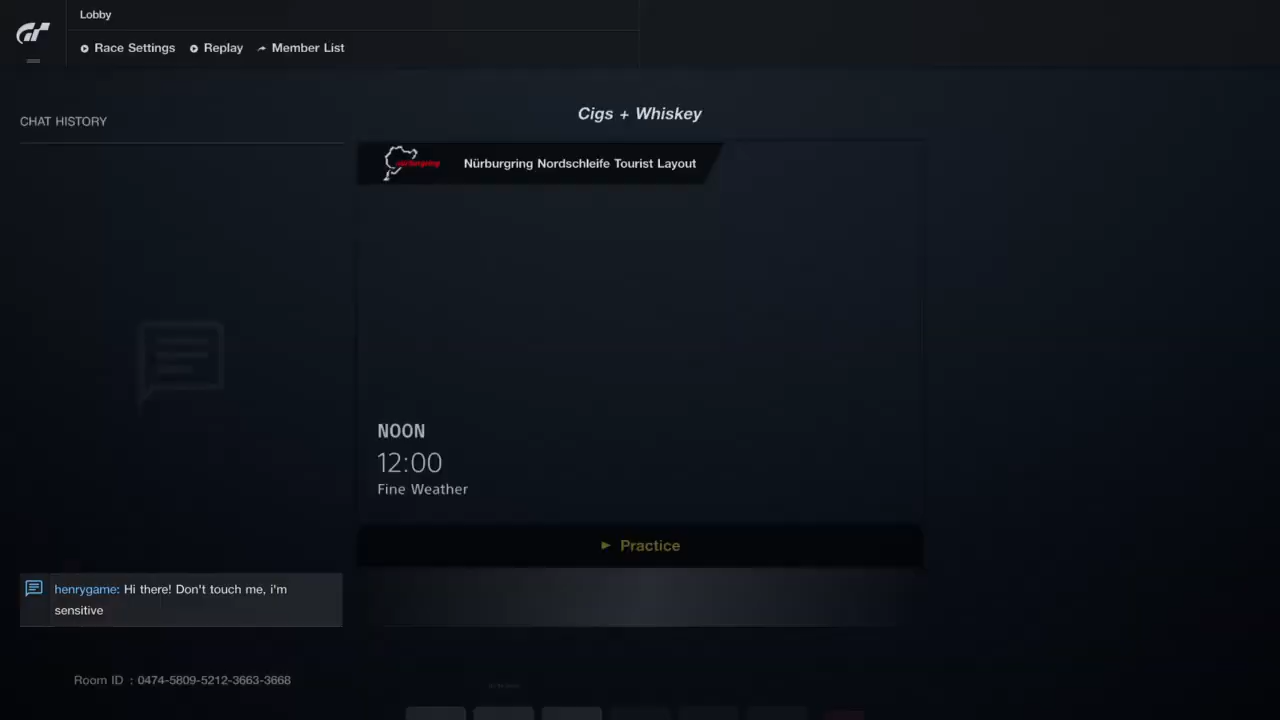 Lobby
Race Settings
Replay
Member List
CHAT HISTORY
Cigs + Whiskey
Nürburgring Nordschleife Tourist Layout
NOON
12:00
Fine Weather
Practice
henrygame: Hi there! Don't touch me, i'm
sensitive
Room ID : 0474-5809-5212-3663-3668